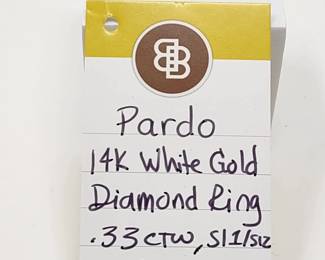 Pardo
14K White Gold
Diamond Ring
.33 CTW, SI1/SI2